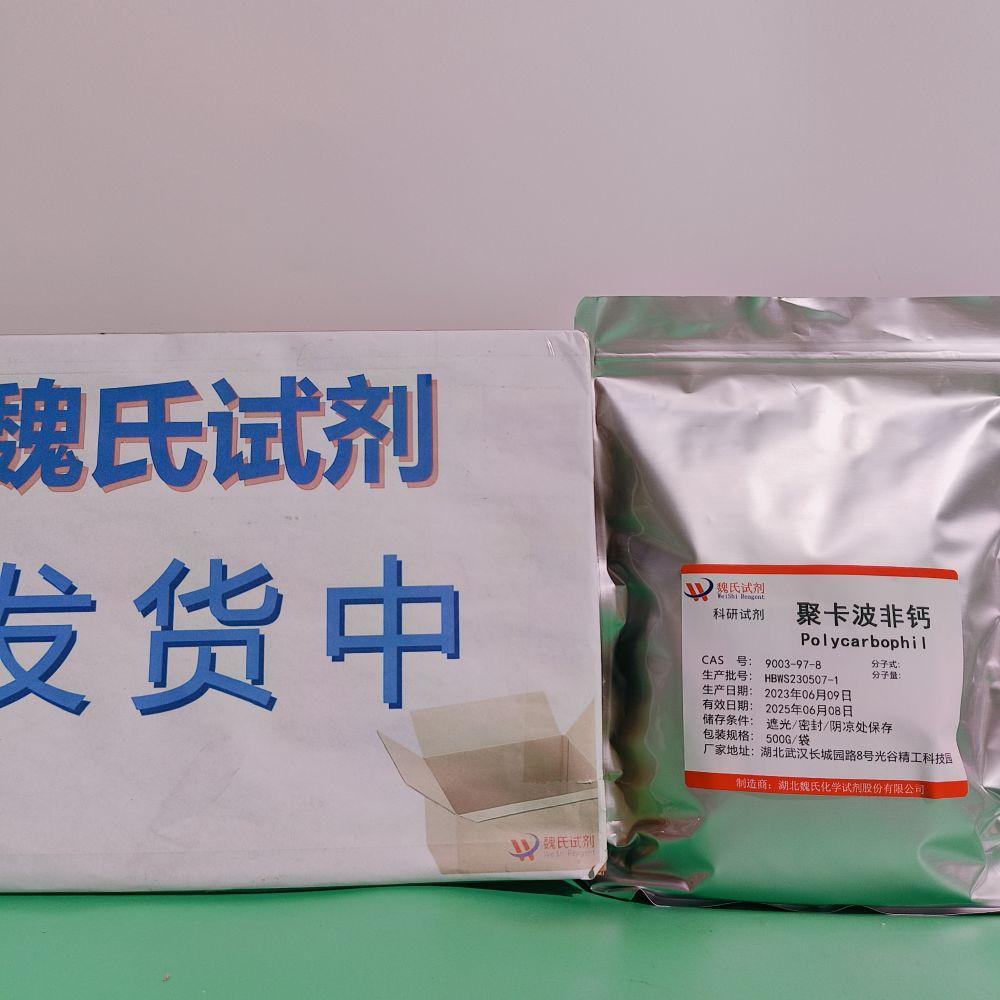 魏氏试剂
发货中
魏氏试剂
WeiShi Reagent
魏氏试剂
WeiShi Reagent
科研试剂
聚卡波非钙
Polycarbophil
CAS 号: 9003-97-8
分子式:
生产批号: HBWS230507-1
分子量:
生产日期: 2023年06月09日
有效日期: 2025年06月08日
储存条件: 遮光/密封/阴凉处保存
包装规格: 500G/袋
厂家地址: 湖北武汉长城园路8号光谷精工科技园
制造商: 湖北魏氏化学试剂股份有限公司